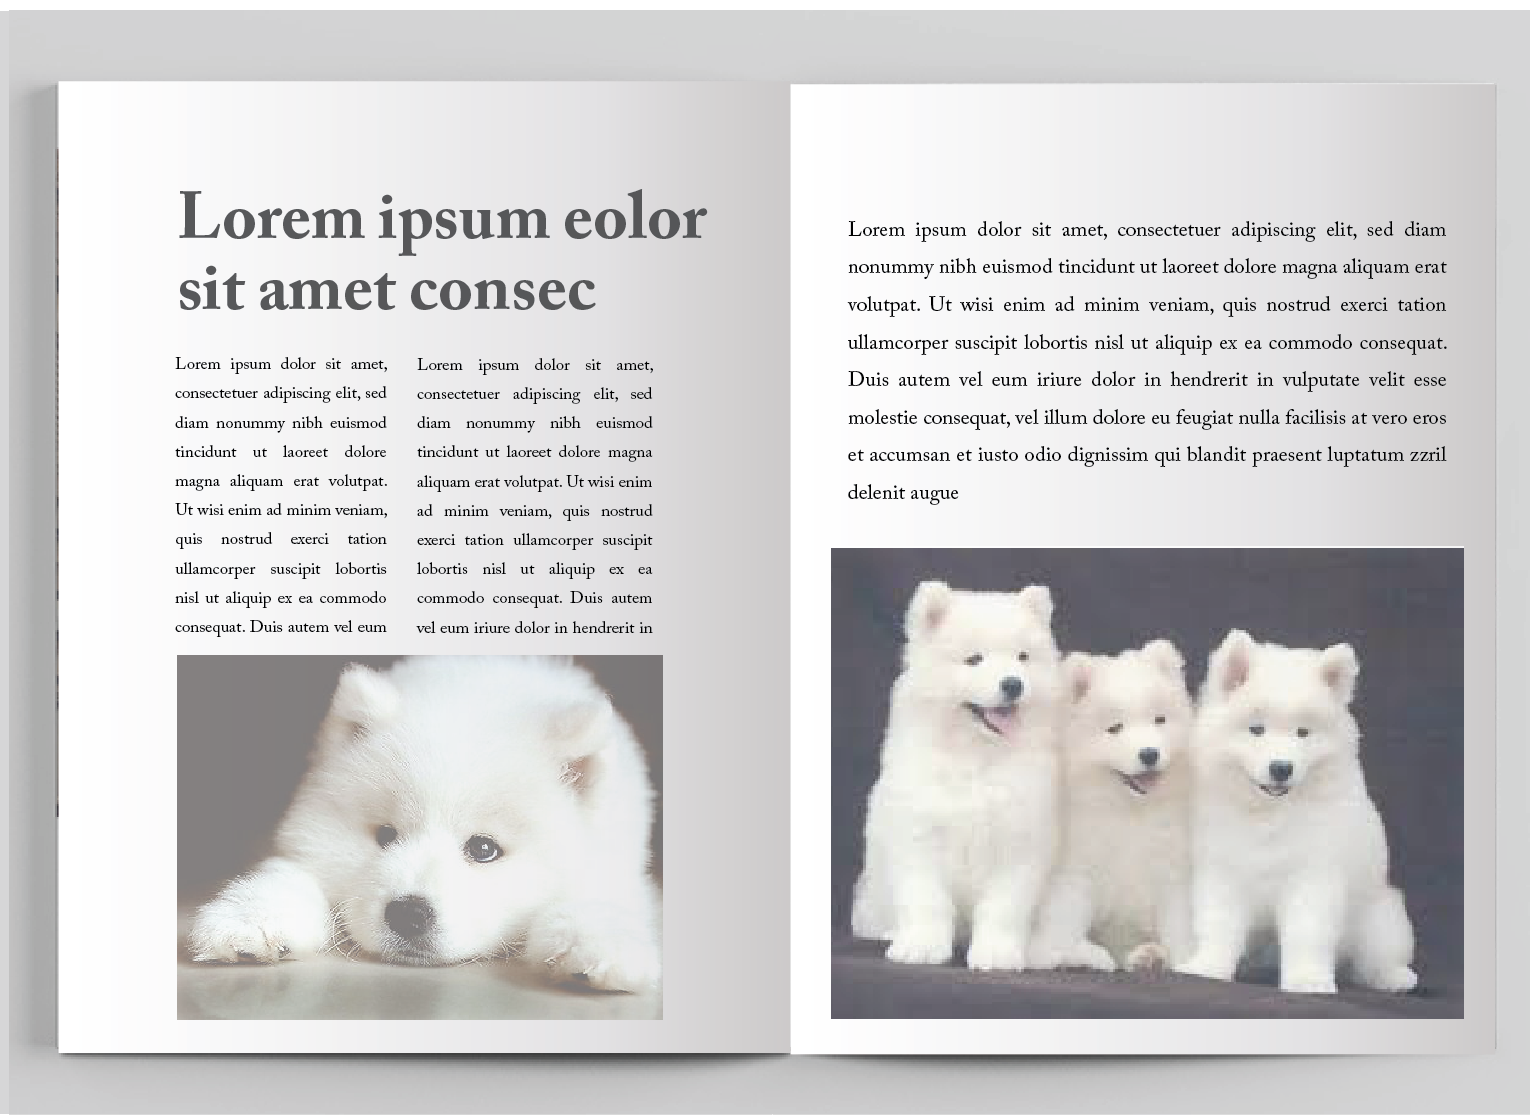 Lorem ipsum eolor
sit amet consec
Lorem ipsum dolor sit amet,
consectetuer adipiscing elit, sed
diam nonummy nibh euismod
tincidunt ut laoreet dolore
magna aliquam erat volutpat.
Ut wisi enim ad minim veniam,
quis nostrud exerci tation
ullamcorper suscipit lobortis
nisl ut aliquip ex ea commodo
consequat. Duis autem vel eum
Lorem ipsum dolor sit amet,
consectetuer adipiscing elit, sed
diam nonummy nibh euismod
tincidunt ut laoreet dolore magna
aliquam erat volutpat. Ut wisi enim
ad minim veniam, quis nostrud
exerci tation ullamcorper suscipit
lobortis nisl ut aliquip ex ea
commodo consequat. Duis autem
vel eum iriure dolor in hendrerit in
Lorem ipsum dolor sit amet, consectetuer adipiscing elit, sed diam
nonummy nibh euismod tincidunt ut laoreet dolore magna aliquam erat
volutpat. Ut wisi enim ad minim veniam, quis nostrud exerci tation
ullamcorper suscipit lobortis nisl ut aliquip ex ea commodo consequat.
Duis autem vel eum iriure dolor in hendrerit in vulputate velit esse
molestie consequat, vel illum dolore eu feugiat nulla facilisis at vero eros
et accumsan et iusto odio dignissim qui blandit praesent luptatum zzril
delenit augue